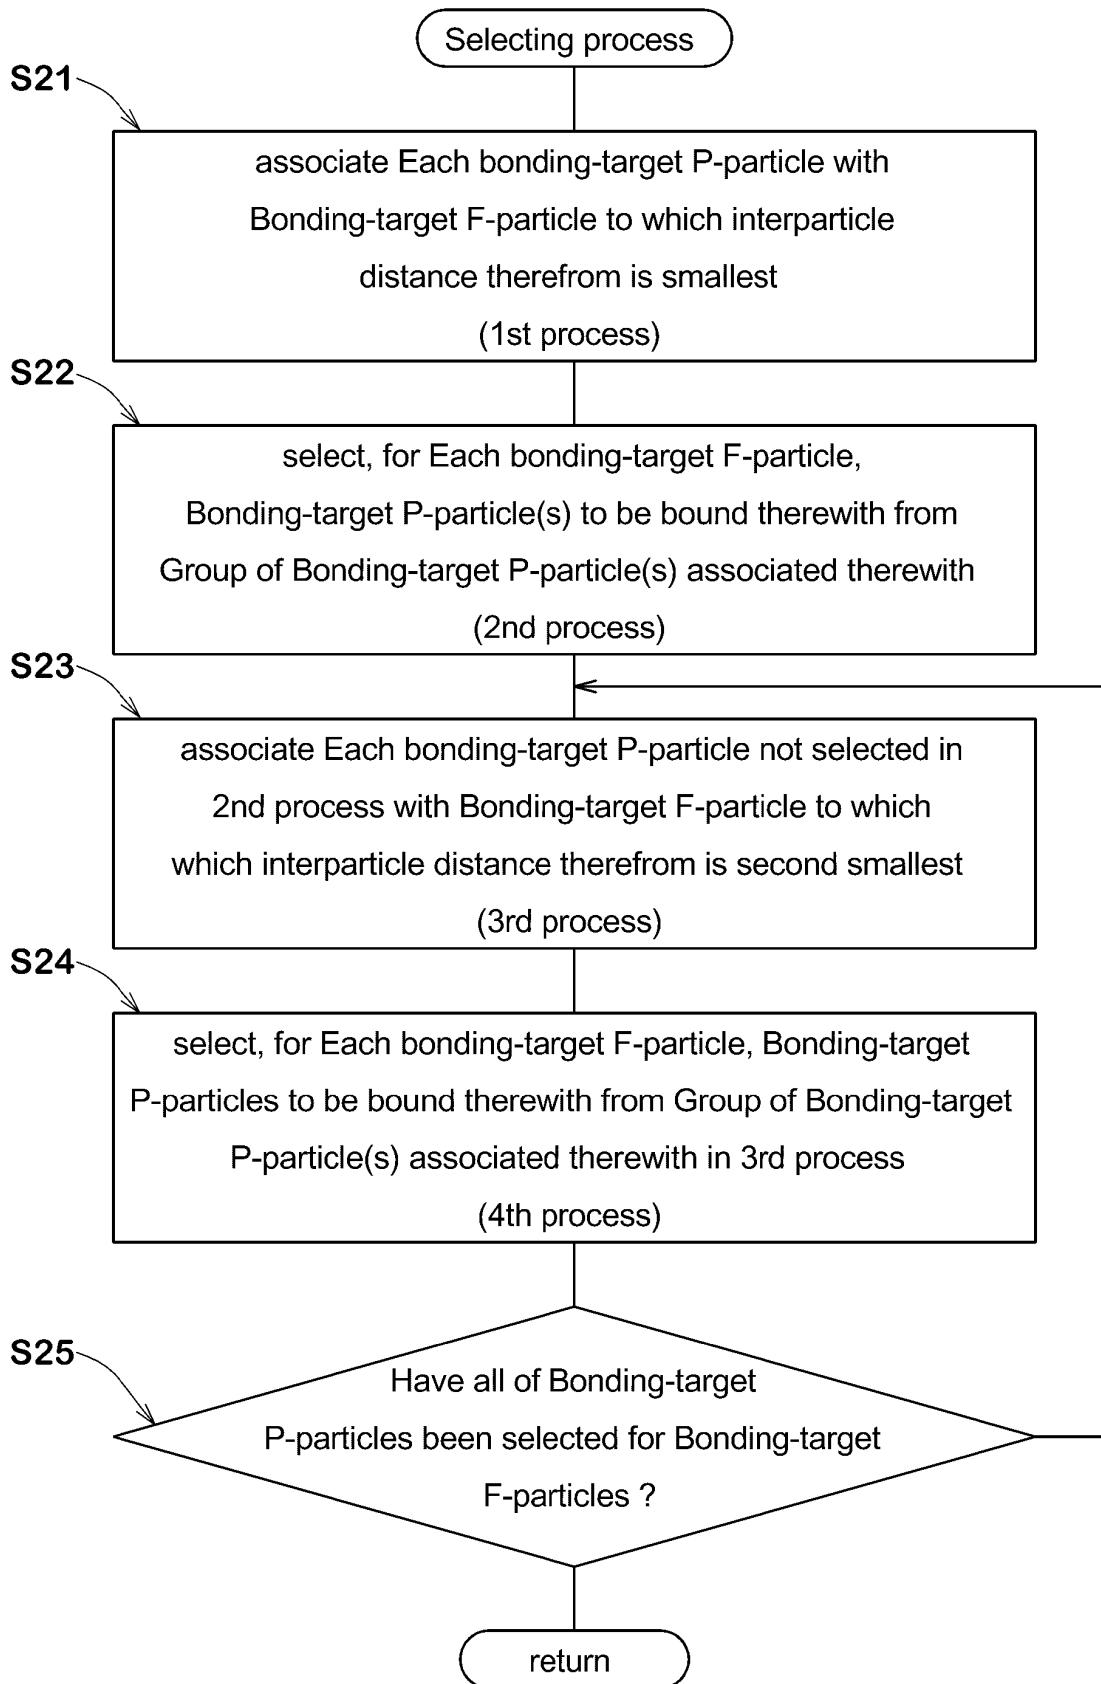 Selecting process
S21
associate Each bonding-target P-particle with
Bonding-target F-particle to which interparticle
distance therefrom is smallest
(1st process)
S22
select, for Each bonding-target F-particle,
Bonding-target P-particle(s) to be bound therewith from
Group of Bonding-target P-particle(s) associated therewith
(2nd process)
S23
associate Each bonding-target P-particle not selected in
2nd process with Bonding-target F-particle to which
which interparticle distance therefrom is second smallest
(3rd process)
S24
select, for Each bonding-target F-particle, Bonding-target
P-particles to be bound therewith from Group of Bonding-target
P-particle(s) associated therewith in 3rd process
(4th process)
S25
Have all of Bonding-target
P-particles been selected for Bonding-target
F-particles ?
return